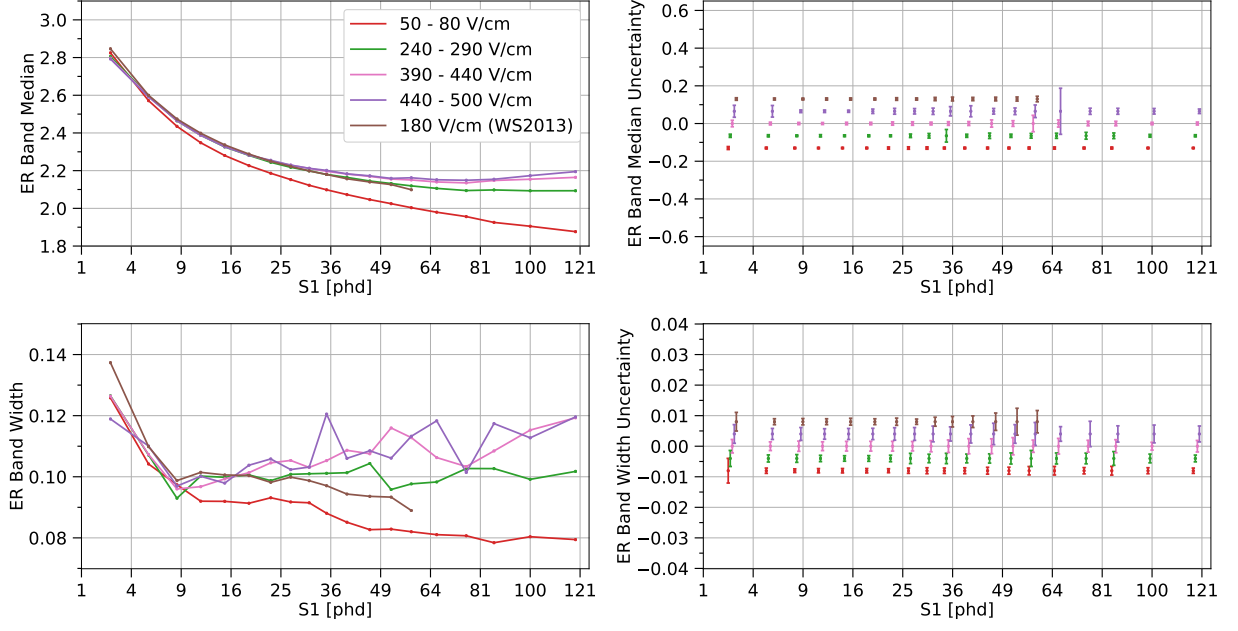 ER Band Median
3.0
2.8
2.6
2.4
2.2
2.0
1.8
50 - 80 V/cm
240 - 290 V/cm
390 - 440 V/cm
440 - 500 V/cm
180 V/cm (WS2013)
1 4 9 16 25 36 49 64 81 100 121
S1 [phd]
ER Band Median Uncertainty
0.6
0.4
0.2
0.0
−0.2
−0.4
−0.6
1 4 9 16 25 36 49 64 81 100 121
S1 [phd]
ER Band Width
0.14
0.12
0.10
0.08
1 4 9 16 25 36 49 64 81 100 121
S1 [phd]
ER Band Width Uncertainty
0.04
0.03
0.02
0.01
0.00
−0.01
−0.02
−0.03
−0.04
1 4 9 16 25 36 49 64 81 100 121
S1 [phd]